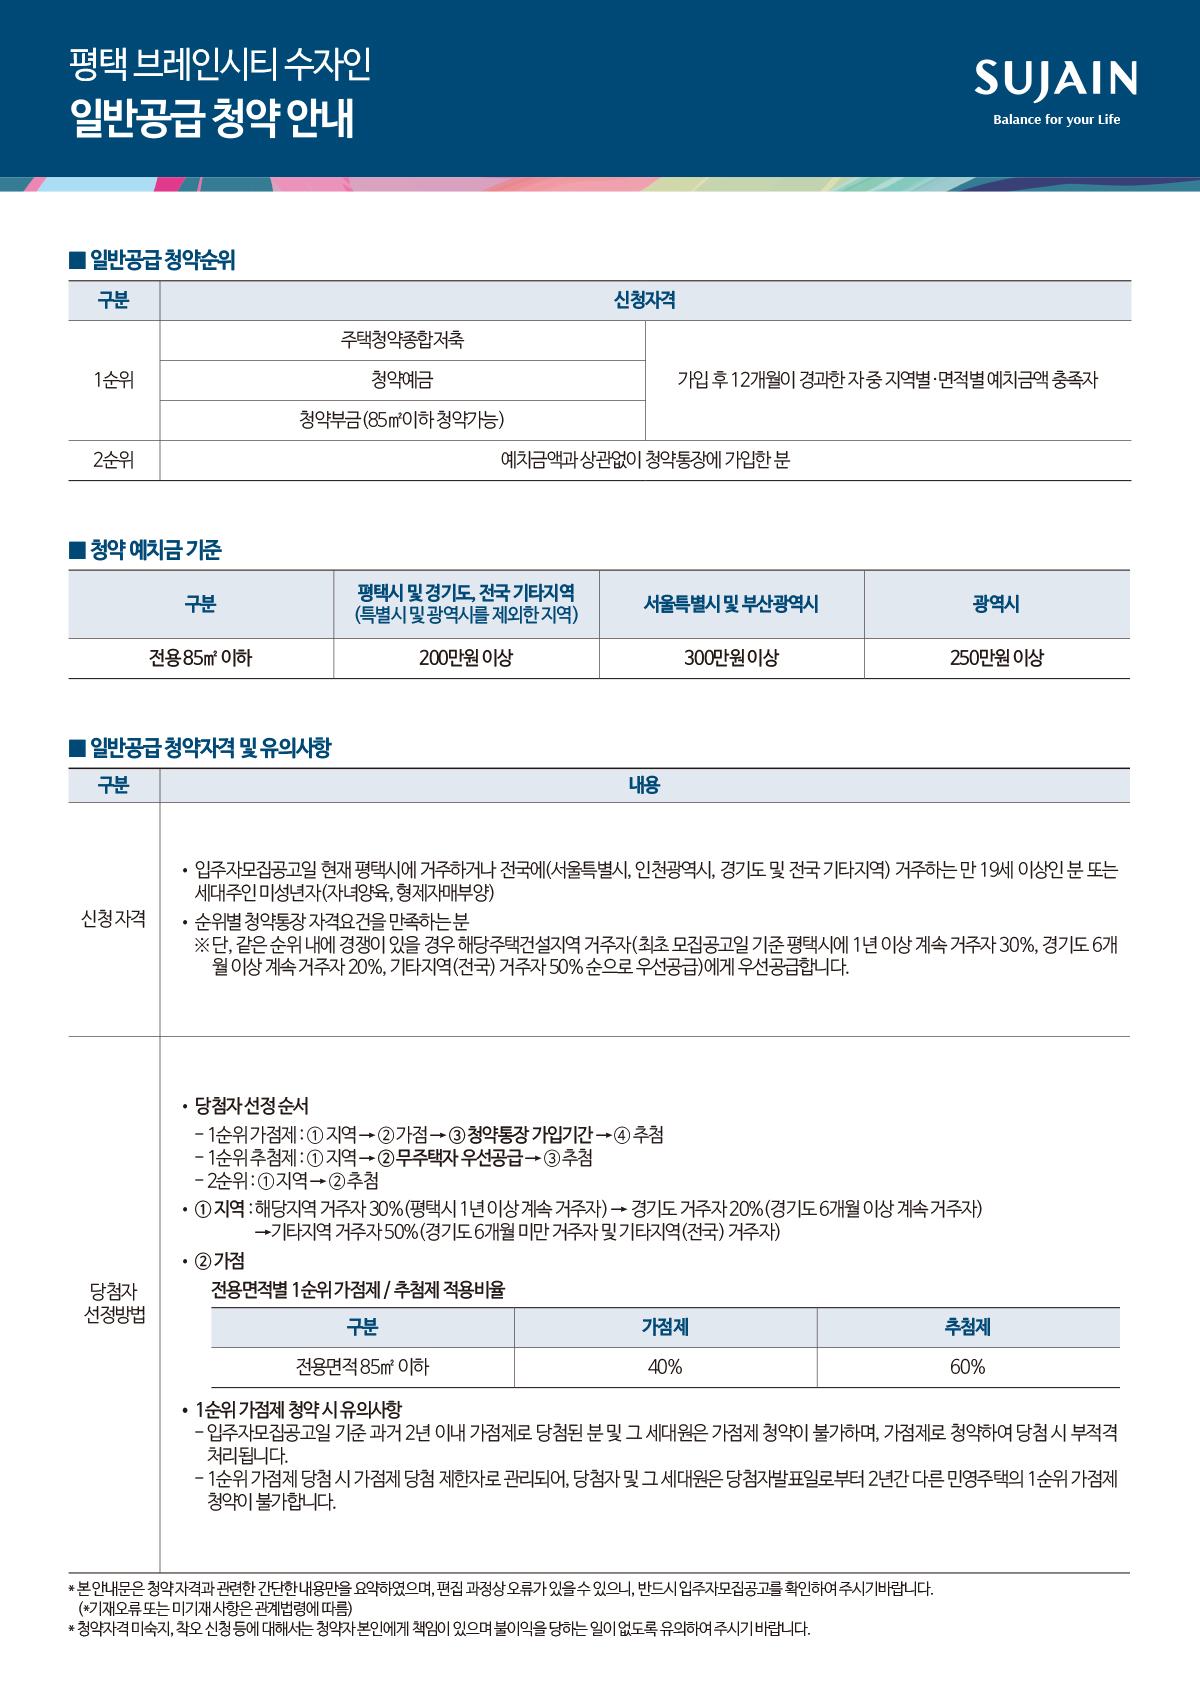 평택 브레인시티 수자인
일반공급 청약 안내
SUJAIN
Balance for your Life
■ 일반공급 청약순위
구분 신청자격
1순위 주택청약종합저축 가입 후 12개월이 경과한 자 중 지역별·면적별 예치금액 충족자
청약예금
청약부금(85㎡이하 청약가능)
2순위 예치금액과 상관없이 청약통장에 가입한 분
■ 청약 예치금 기준
구분 평택시 및 경기도, 전국 기타지역 서울특별시 및 부산광역시 광역시
(특별시 및 광역시를 제외한 지역)
전용 85㎡ 이하 200만원 이상 300만원 이상 250만원 이상
■ 일반공급 청약자격 및 유의사항
구분 내용
신청 자격
• 입주자모집공고일 현재 평택시에 거주하거나 전국에(서울특별시, 인천광역시, 경기도 및 전국 기타지역) 거주하는 만 19세 이상인 분 또는
세대주인 미성년자(자녀양육, 형제자매부양)
• 순위별 청약통장 자격요건을 만족하는 분
※ 단, 같은 순위 내에 경쟁이 있을 경우 해당주택건설지역 거주자(최초 모집공고일 기준 평택시에 1년 이상 계속 거주자 30%, 경기도 6개
월 이상 계속 거주자 20%, 기타지역(전국) 거주자 50% 순으로 우선공급)에게 우선공급합니다.
당첨자
선정방법
• 당첨자 선정 순서
– 1순위 가점제 : ① 지역 → ② 가점 → ③ 청약통장 가입기간 → ④ 추첨
– 1순위 추첨제 : ① 지역 → ② 무주택자 우선공급 → ③ 추첨
– 2순위 : ① 지역 → ② 추첨
• ① 지역 : 해당지역 거주자 30%(평택시 1년 이상 계속 거주자) → 경기도 거주자 20%(경기도 6개월 이상 계속 거주자)
→기타지역 거주자 50%(경기도 6개월 미만 거주자 및 기타지역(전국) 거주자)
• ② 가점
전용면적별 1순위 가점제 / 추첨제 적용비율
구분 가점제 추첨제
전용면적 85㎡ 이하 40% 60%
• 1순위 가점제 청약 시 유의사항
– 입주자모집공고일 기준 과거 2년 이내 가점제로 당첨된 분 및 그 세대원은 가점제 청약이 불가하며, 가점제로 청약하여 당첨 시 부적격
처리됩니다.
– 1순위 가점제 당첨 시 가점제 당첨 제한자로 관리되어, 당첨자 및 그 세대원은 당첨자발표일로부터 2년간 다른 민영주택의 1순위 가점제
청약이 불가합니다.
* 본 안내문은 청약 자격과 관련한 간단한 내용만을 요약하였으며, 편집 과정상 오류가 있을 수 있으니, 반드시 입주자모집공고를 확인하여 주시기바랍니다.
(*기재오류 또는 미기재 사항은 관계법령에 따름)
* 청약자격 미숙지, 착오 신청 등에 대해서는 청약자 본인에게 책임이 있으며 불이익을 당하는 일이 없도록 유의하여 주시기 바랍니다.